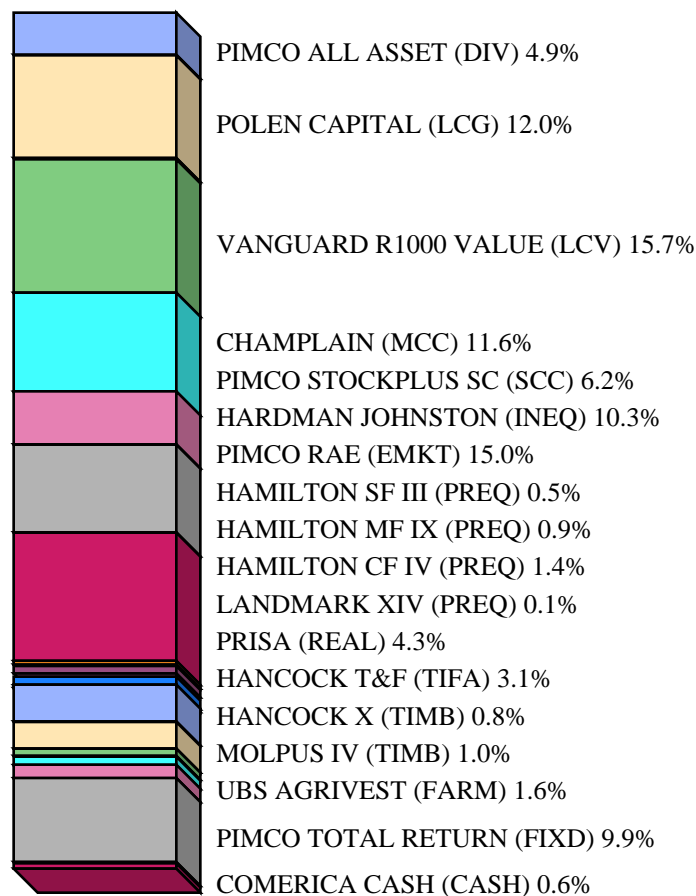 PIMCO ALL ASSET (DIV) 4.9%
POLEN CAPITAL (LCG) 12.0%
VANGUARD R1000 VALUE (LCV) 15.7%
CHAMPLAIN (MCC) 11.6%
PIMCO STOCKPLUS SC (SCC) 6.2%
HARDMAN JOHNSTON (INEQ) 10.3%
PIMCO RAE (EMKT) 15.0%
HAMILTON SF III (PREQ) 0.5%
HAMILTON MF IX (PREQ) 0.9%
HAMILTON CF IV (PREQ) 1.4%
LANDMARK XIV (PREQ) 0.1%
PRISA (REAL) 4.3%
HANCOCK T&F (TIFA) 3.1%
HANCOCK X (TIMB) 0.8%
MOLPUS IV (TIMB) 1.0%
UBS AGRIVEST (FARM) 1.6%
PIMCO TOTAL RETURN (FIXD) 9.9%
COMERICA CASH (CASH) 0.6%